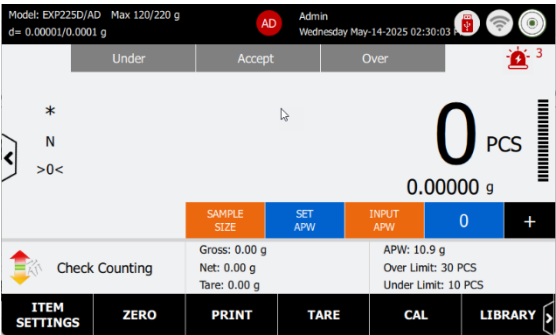 Model: EXP225D/AD Max 120/220 g
d= 0.00001/0.0001 g
AD
Admin
Wednesday May-14-2025 02:30:03
Under Accept Over
3
*
N
>0<
0 PCS
0.00000 g
SAMPLE SIZE
SET APW
INPUT APW
0
+
Check Counting
Gross: 0.00 g
Net: 0.00 g
Tare: 0.00 g
APW: 10.9 g
Over Limit: 30 PCS
Under Limit: 10 PCS
ITEM SETTINGS
ZERO
PRINT
TARE
CAL
LIBRARY